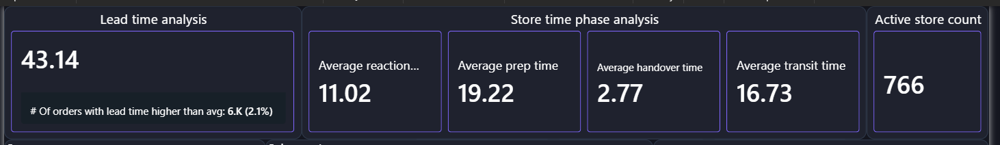 Lead time analysis
43.14
# Of orders with lead time higher than avg: 6.K (2.1%)
Store time phase analysis
Average reaction...
11.02
Average prep time
19.22
Average handover time
2.77
Average transit time
16.73
Active store count
766